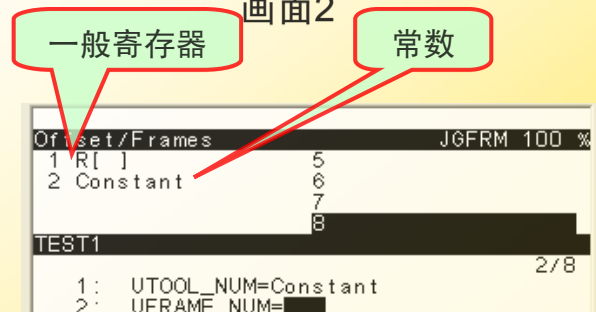 画面2
一般寄存器
常数
Offset/Frames JGFRM 100 %
1 R[ ] 5
2 Constant 6
7
8
TEST1
2/8
1: UTOOL_NUM=Constant
2: UFRAME_NUM=